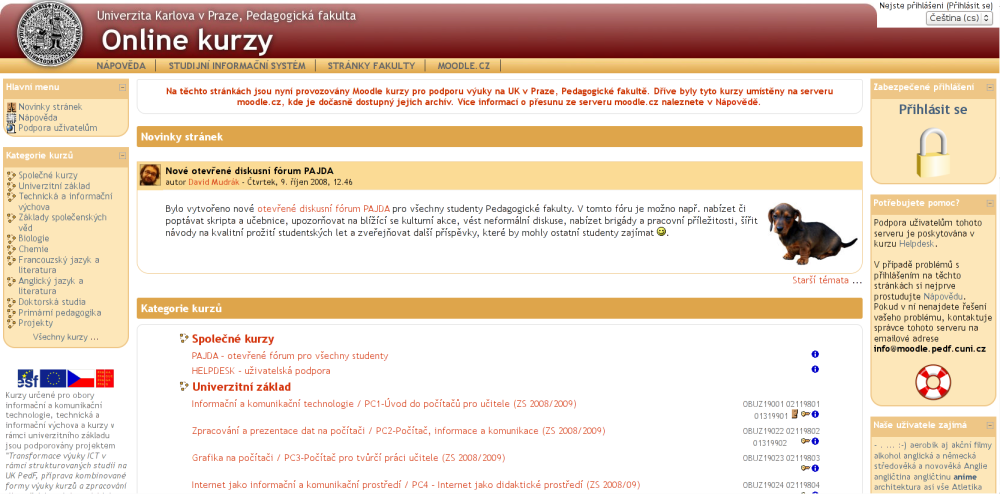 Univerzita Karlova v Praze, Pedagogická fakulta
Online kurzy
Nejste přihlášeni (Přihlásit se)
Čeština (cs)
NÁPOVĚDA
STUDIJNÍ INFORMAČNÍ SYSTÉM
STRÁNKY FAKULTY
MOODLE.CZ
Hlavní menu
Novinky stránek
Nápověda
Podpora uživatelům
Kategorie kurzů
Společné kurzy
Univerzitní základ
Technická a informační
výchova
Základy společenských
věd
Biologie
Chemie
Francouzský jazyk a
literatura
Anglický jazyk a
literatura
Doktorská studia
Primární pedagogika
Projekty
Všechny kurzy ...
esf
Kurzy určené pro obory
informační a komunikační
technologie, technická a
informační výchova a kurzy v
rámci univerzitního základu
jsou podporovány projektem
"Transformace výuky ICT v
rámci strukturovaných studií na
UK PedF, příprava kombinované
formy výuky kurzů a zpracování
Na těchto stránkách jsou nyní provozovány Moodle kurzy pro podporu výuky na UK v Praze, Pedagogické fakultě. Dříve byly tyto kurzy umístěny na serveru
moodle.cz, kde je dočasně dostupný jejich archív. Více informací o přesunu ze serveru moodle.cz naleznete v Nápovědě.
Novinky stránek
Nové otevřené diskusní fórum PAJDA
autor David Mudrák - Čtvrtek, 9. říjen 2008, 12.46
Bylo vytvořeno nové otevřené diskusní fórum PAJDA pro všechny studenty Pedagogické fakulty. V tomto fóru je možno např. nabízet či
poptávat skripta a učebnice, upozorňovat na blížící se kulturní akce, vést neformální diskuse, nabízet brigády a pracovní příležitosti, šířit
návody na kvalitní prožití studentských let a zveřejňovat další příspěvky, které by mohly ostatní studenty zajímat .
Starší témata ...
Kategorie kurzů
Společné kurzy
PAJDA - otevřené fórum pro všechny studenty
HELPDESK - uživatelská podpora
Univerzitní základ
Informační a komunikační technologie / PC1-Úvod do počítačů pro učitele (ZS 2008/2009)
OBUZ19001 02119801
01319901
Zpracování a prezentace dat na počítači / PC2-Počítač, informace a komunikace (ZS 2008/2009)
OBUZ19022 02119802
01319902
Grafika na počítači / PC3-Počítač pro tvůrčí práci učitele (ZS 2008/2009)
OBUZ19023 02119803
Internet jako informační a komunikační prostředí / PC4 - Internet jako didaktické prostředí (ZS 2008/09)
OBUZ19024 02119804
Zabezpečené přihlášení
Přihlásit se
Potřebujete pomoc?
Podpora uživatelům tohoto
serveru je poskytována v
kurzu Helpdesk.
V případě problémů s
přihlášením na těchto
stránkách si nejprve
prostudujte Nápovědu.
Pokud v ní nenajdete řešení
vašeho problému, kontaktuje
správce tohoto serveru na
emailové adrese
info@moodle.pedf.cuni.cz
Naše uživatele zajímá
- . ... :-) aerobik aj akční filmy
alkohol anglická a německá
středověká a novověká Anglie
angličtina angličtinu anime
architektura asi vše Atletika